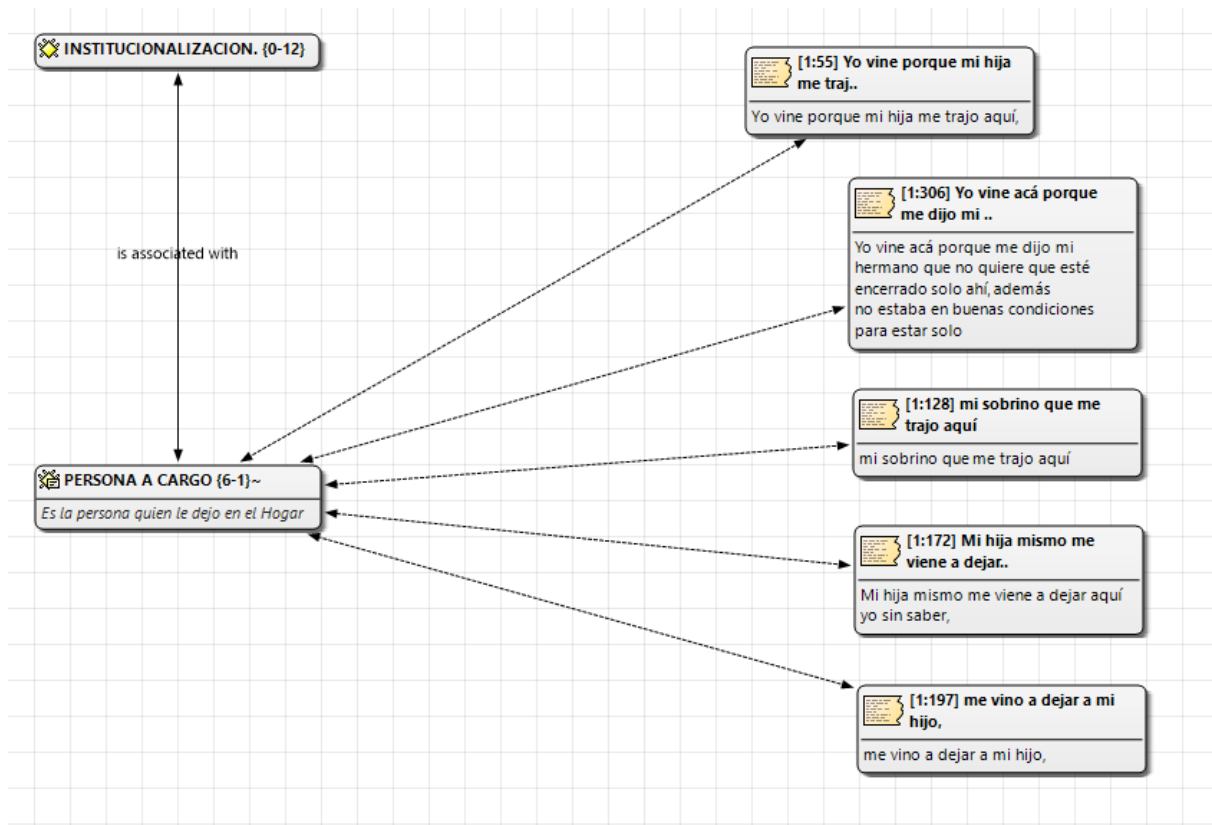 INSTITUCIONALIZACION. {0-12}
is associated with
PERSONA A CARGO {6-1}~
Es la persona quien le dejo en el Hogar
[1:55] Yo vine porque mi hija
me traj..
Yo vine porque mi hija me trajo aquí,
[1:306] Yo vine acá porque
me dijo mi ..
Yo vine acá porque me dijo mi
hermano que no quiere que esté
encerrado solo ahí, además
no estaba en buenas condiciones
para estar solo
[1:128] mi sobrino que me
trajo aquí
mi sobrino que me trajo aquí
[1:172] Mi hija mismo me
viene a dejar..
Mi hija mismo me viene a dejar aquí
yo sin saber,
[1:197] me vino a dejar a mi
hijo,
me vino a dejar a mi hijo,